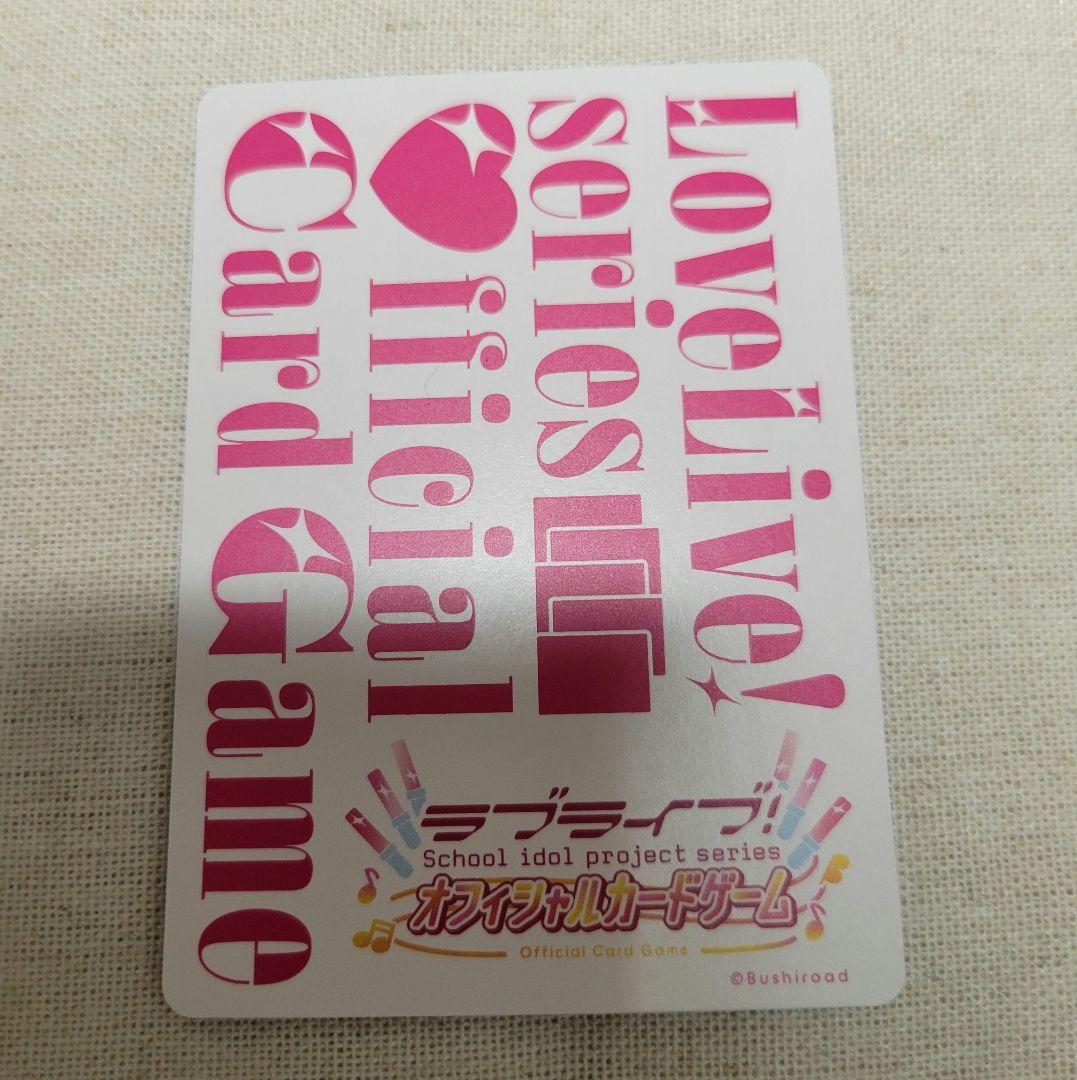 LoveLive!
series
♥fficial
Card Game
ラブライブ!
School idol project series
オフィシャルカードゲーム
Official Card Game
©Bushiroad